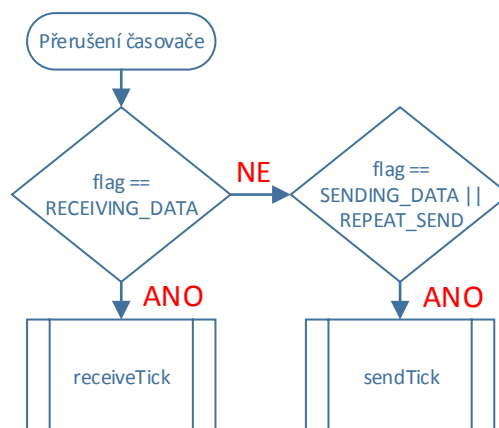 Přerušení časovače
flag ==
RECEIVING_DATA
NE
flag ==
SENDING_DATA ||
REPEAT_SEND
ANO
ANO
receiveTick
sendTick